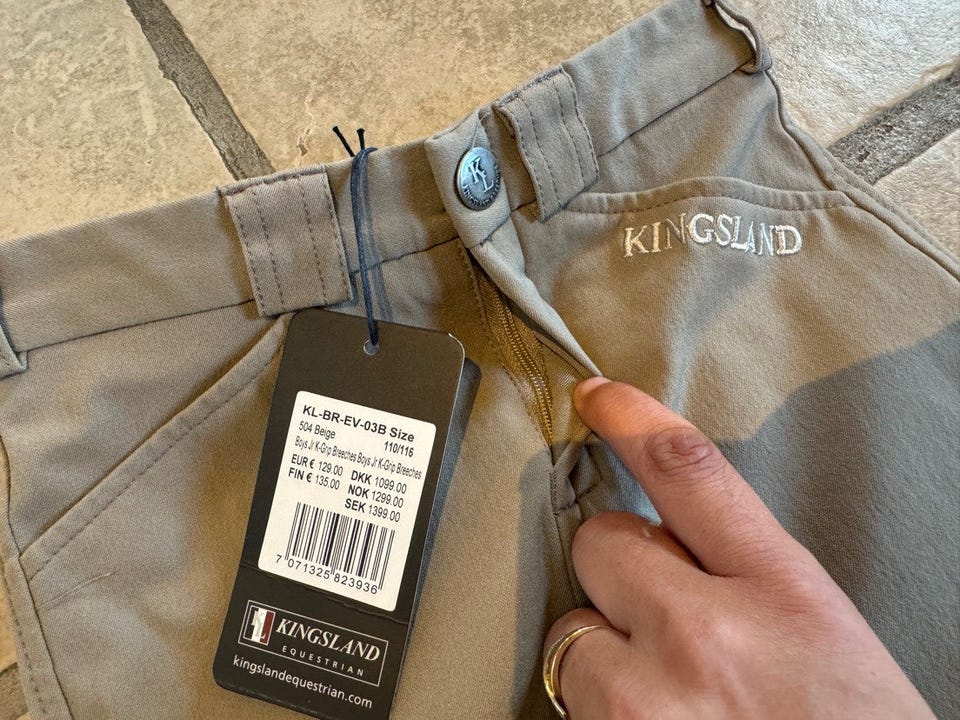 KL
KINGSLAND
KL-BR-EV-03B Size
504 Beige 110/116
Boys Jr K-Grip Breeches Boys Jr K-Grip Breeches
EUR € 129.00 DKK 1099.00
FIN € 135.00 NOK 1299.00
SEK 1399.00
7 071325 823936
KL KINGSLAND
EQUESTRIAN
kingslandequestrian.com